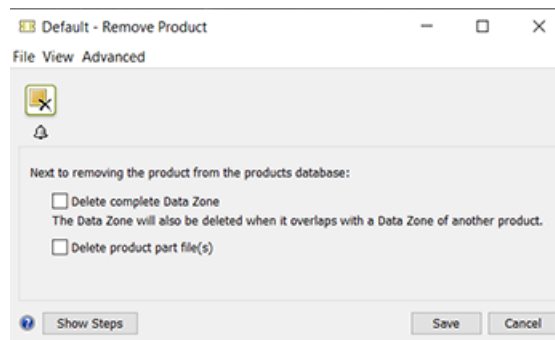 Default - Remove Product
File View Advanced
Next to removing the product from the products database:
Delete complete Data Zone
The Data Zone will also be deleted when it overlaps with a Data Zone of another product.
Delete product part file(s)
Show Steps Save Cancel